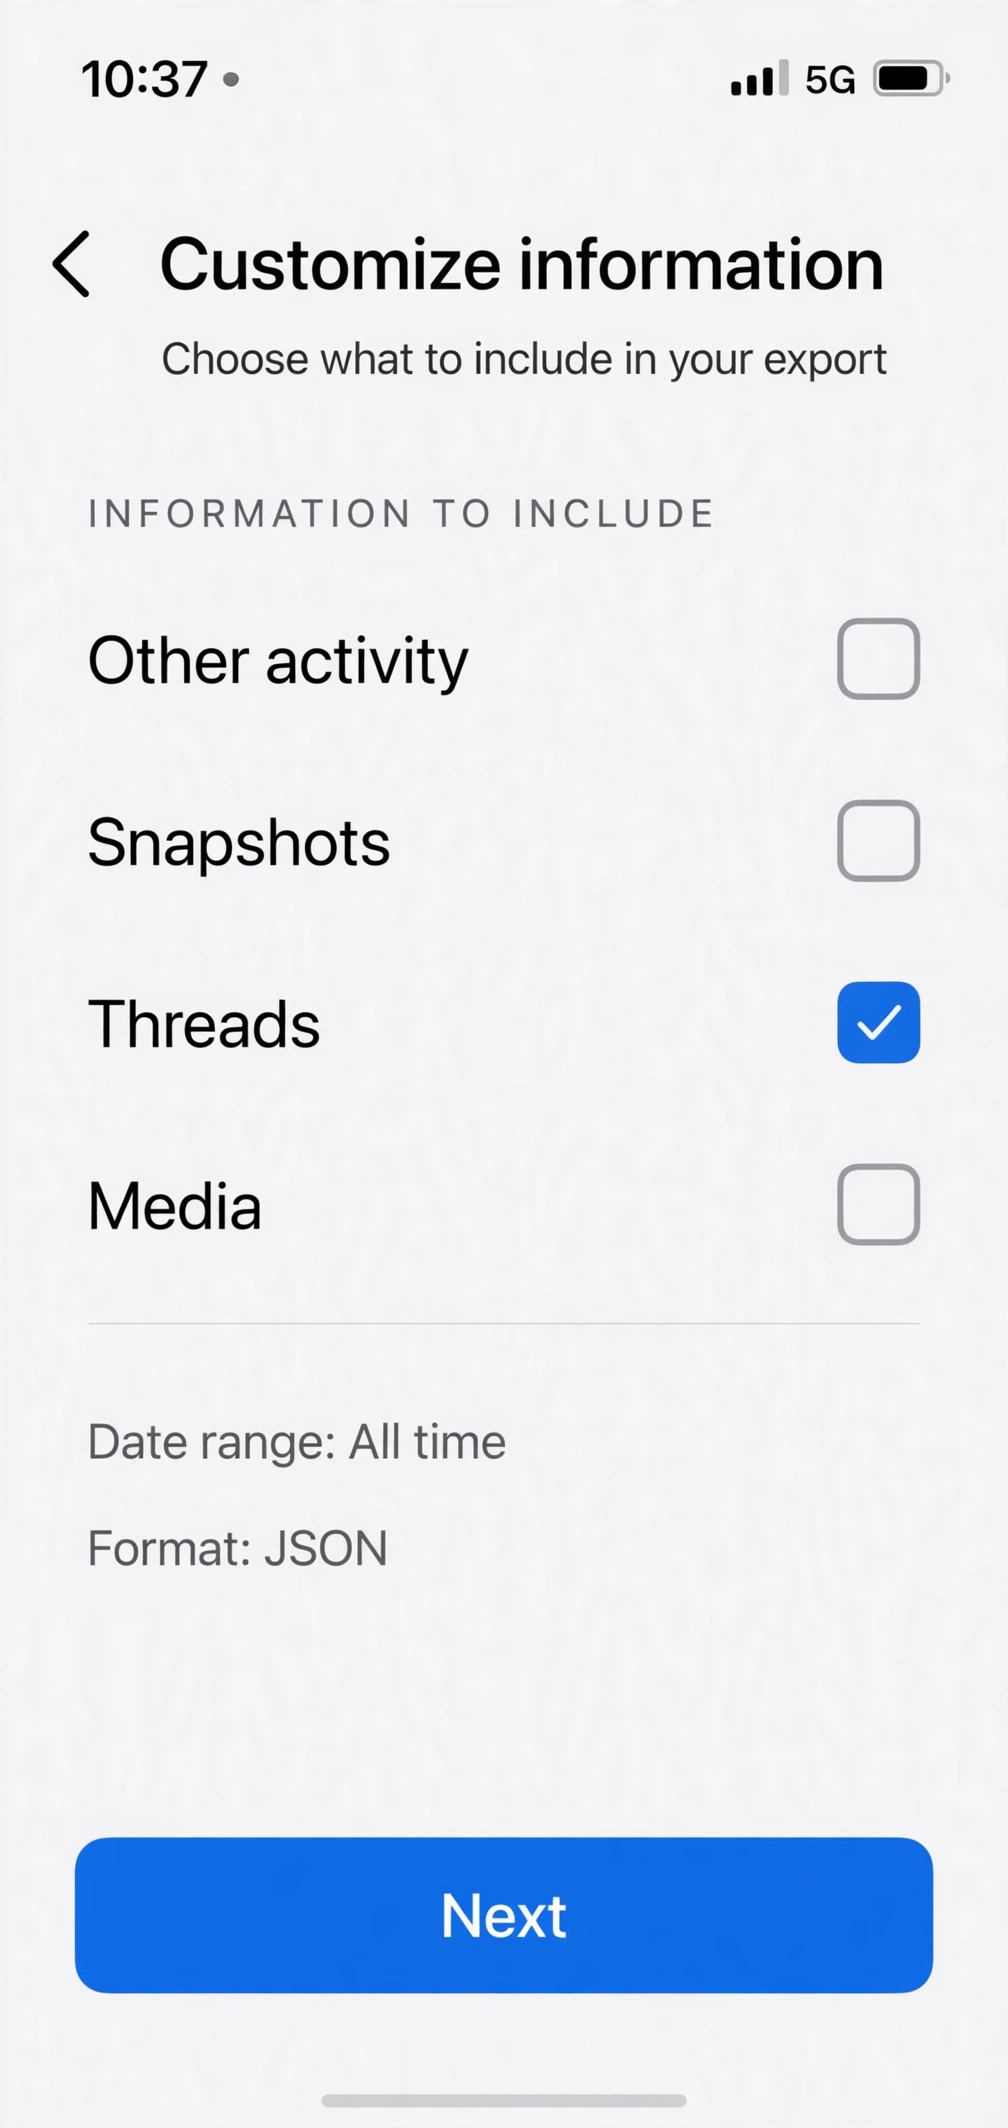 10:37
5G
Customize information
Choose what to include in your export
INFORMATION TO INCLUDE
Other activity
Snapshots
Threads
Media
Date range: All time
Format: JSON
Next